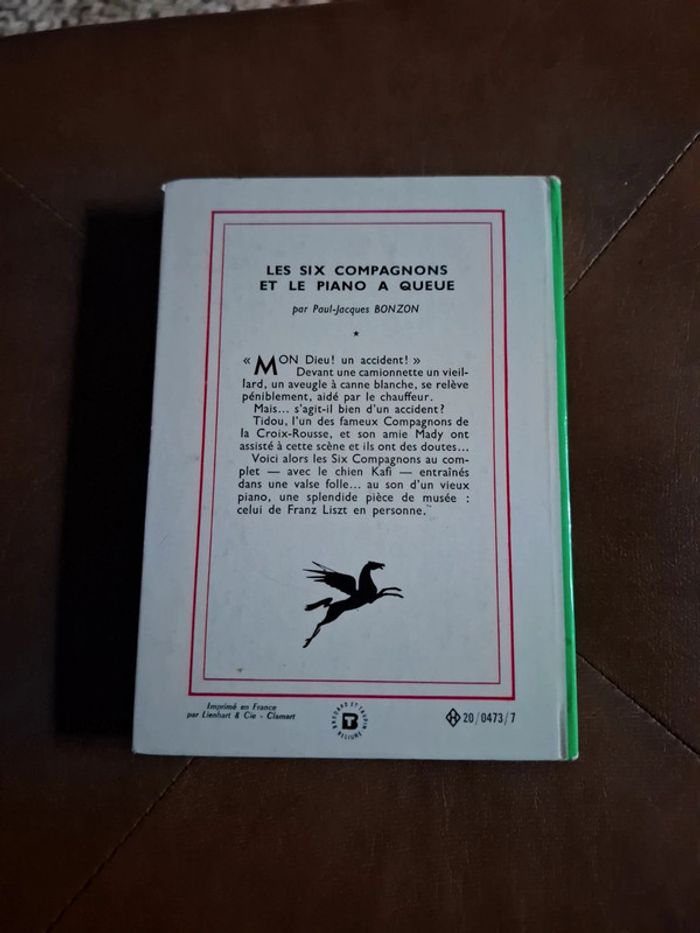 LES SIX COMPAGNONS
ET LE PIANO A QUEUE
par Paul-Jacques BONZON
« MON Dieu! un accident! »
Devant une camionnette un vieil-
lard, un aveugle à canne blanche, se relève
péniblement, aidé par le chauffeur.
Mais... s'agit-il bien d'un accident?
Tidou, l'un des fameux Compagnons de
la Croix-Rousse, et son amie Mady ont
assisté à cette scène et ils ont des doutes...
Voici alors les Six Compagnons au com-
plet — avec le chien Kafi — entraînés
dans une valse folle... au son d'un vieux
piano, une splendide pièce de musée :
celui de Franz Liszt en personne.
Imprimé en France
par Lienhart & Cie - Clamart
BRODARD ET TAUPIN
BT
RELIURE
H 20/0473/7